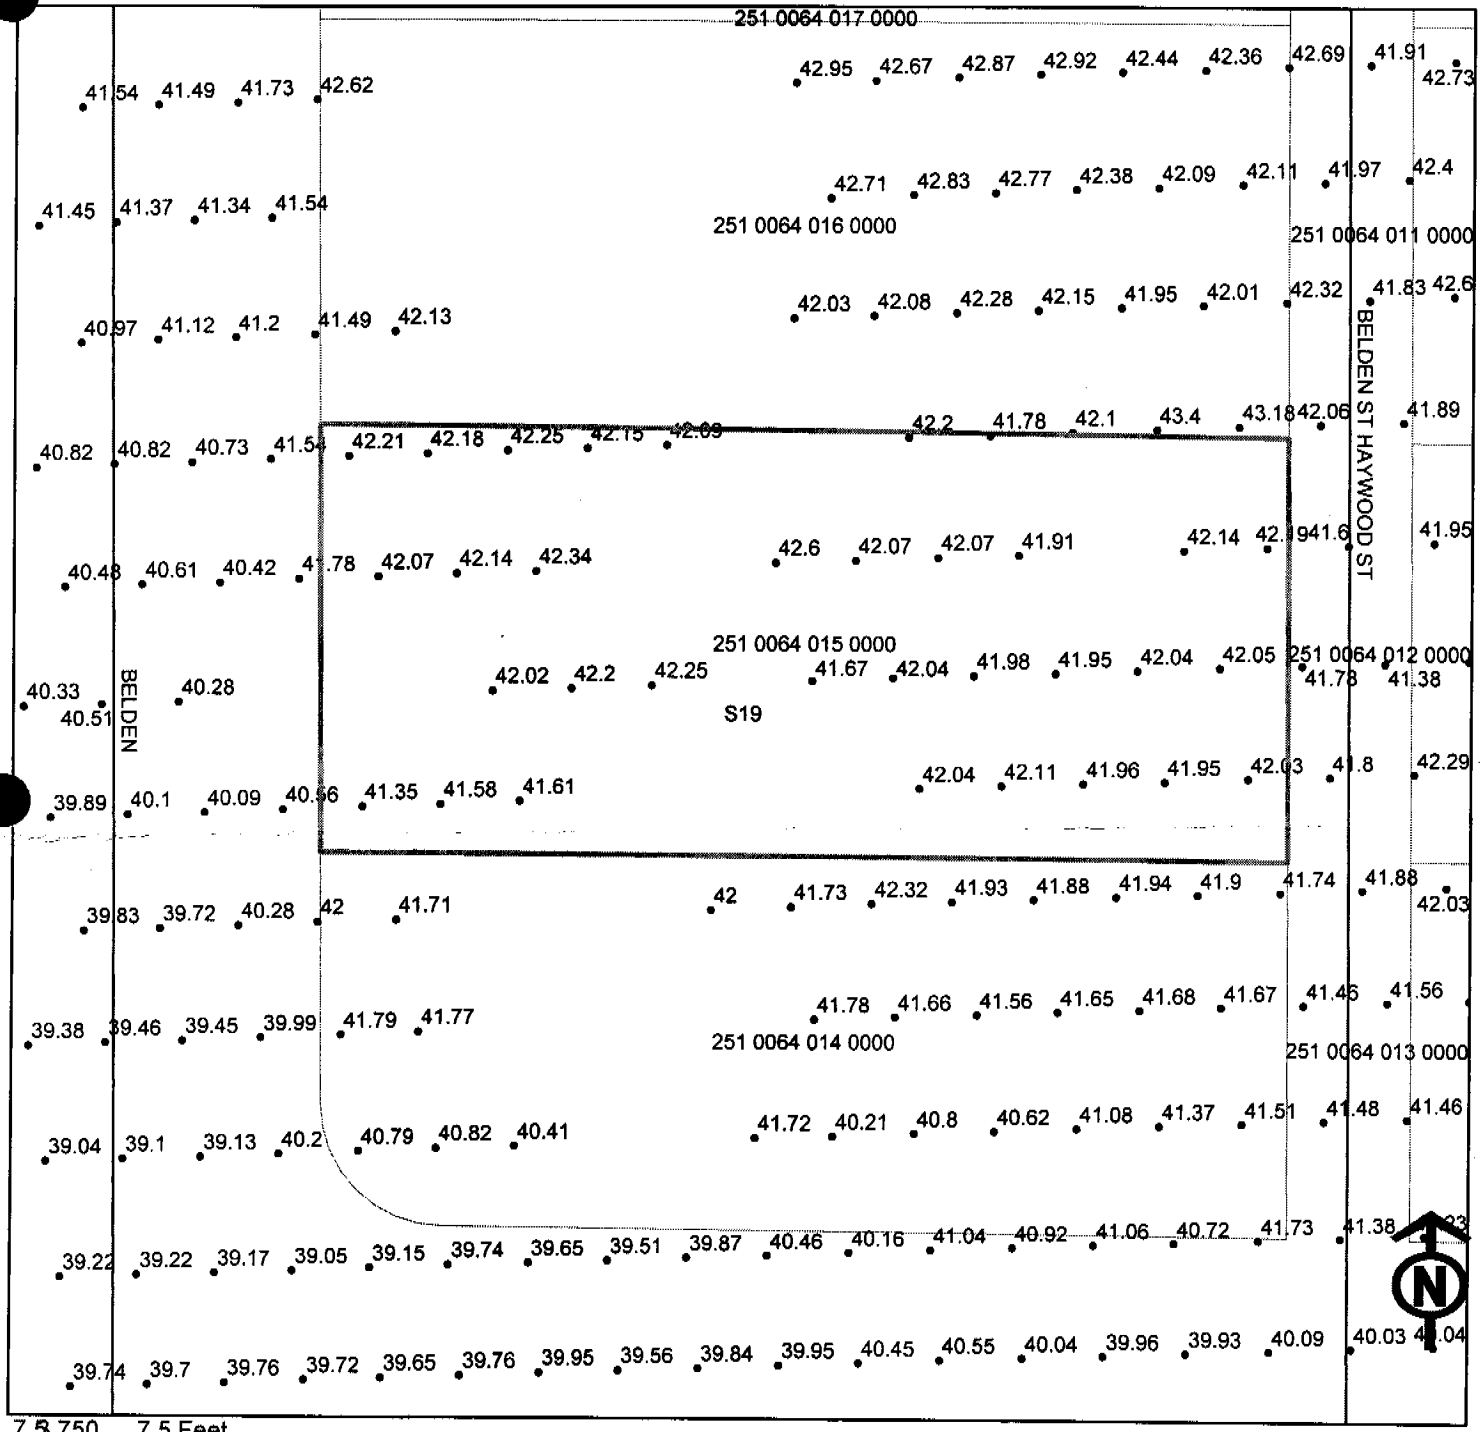 251 0064 017 0000
41.54 41.49 41.73 42.62 42.95 42.67 42.87 42.92 42.44 42.36 42.69 41.91 42.73
41.45 41.37 41.34 41.54 42.71 42.83 42.77 42.38 42.09 42.11 41.97 42.4
251 0064 016 0000 251 0064 011 0000
40.97 41.12 41.2 41.49 42.13 42.03 42.08 42.28 42.15 41.95 42.01 42.32 41.83 42.6
BELDEN ST HAYWOOD ST
40.82 40.82 40.73 41.54 42.21 42.18 42.25 42.15 42.09 42.2 41.78 42.1 43.4 43.18 42.06 41.89
40.48 40.61 40.42 41.78 42.07 42.14 42.34 42.6 42.07 42.07 41.91 42.14 42.19 41.6 41.95
251 0064 015 0000 251 0064 012 0000
40.33 40.51 40.28 42.02 42.2 42.25 41.67 42.04 41.98 41.95 42.04 42.05 41.78 41.38
BELDEN
S19
39.89 40.1 40.09 40.56 41.35 41.58 41.61 42.04 42.11 41.96 41.95 42.03 41.8 42.29
39.83 39.72 40.28 42 41.71 42 41.73 42.32 41.93 41.88 41.94 41.9 41.74 41.88 42.03
39.38 39.46 39.45 39.99 41.79 41.77 41.78 41.66 41.56 41.65 41.68 41.67 41.46 41.56
251 0064 014 0000 251 0064 013 0000
39.04 39.1 39.13 40.2 40.79 40.82 40.41 41.72 40.21 40.8 40.62 41.08 41.37 41.51 41.48 41.46
39.22 39.22 39.17 39.05 39.15 39.74 39.65 39.51 39.87 40.46 40.16 41.04 40.92 41.06 40.72 41.73 41.38
N
39.74 39.7 39.76 39.72 39.65 39.76 39.95 39.56 39.84 39.95 40.45 40.55 40.04 39.96 39.93 40.09 40.03
7.5 Feet